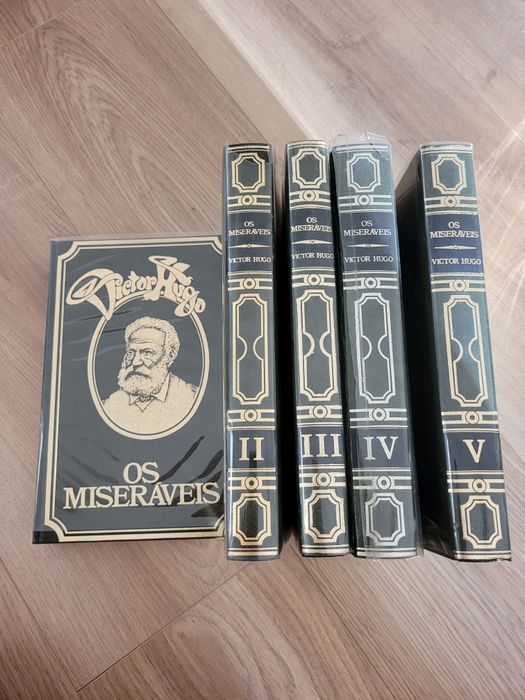 Victor Hugo
OS
MISERÁVEIS
OS
MISERÁVEIS
VICTOR HUGO
II
OS
MISERÁVEIS
VICTOR HUGO
III
OS
MISERÁVEIS
VICTOR HUGO
IV
OS
MISERÁVEIS
VICTOR HUGO
V